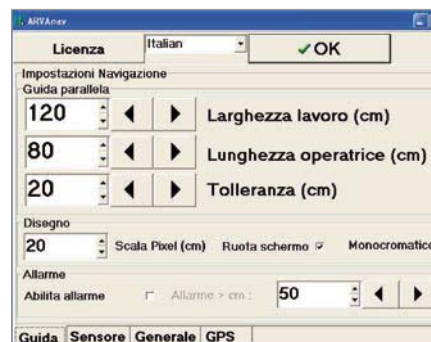 ARVAnav
Licenza Italian ✓OK
Impostazioni Navigazione
Guida parallela
120 Larghezza lavoro (cm)
80 Lunghezza operatrice (cm)
20 Tolleranza (cm)
Disegno
20 Scala Pixel (cm) Ruota schermo Monocromatico
Allarme
Abilita allarme Allarme > cm : 50
Guida Sensore Generale GPS